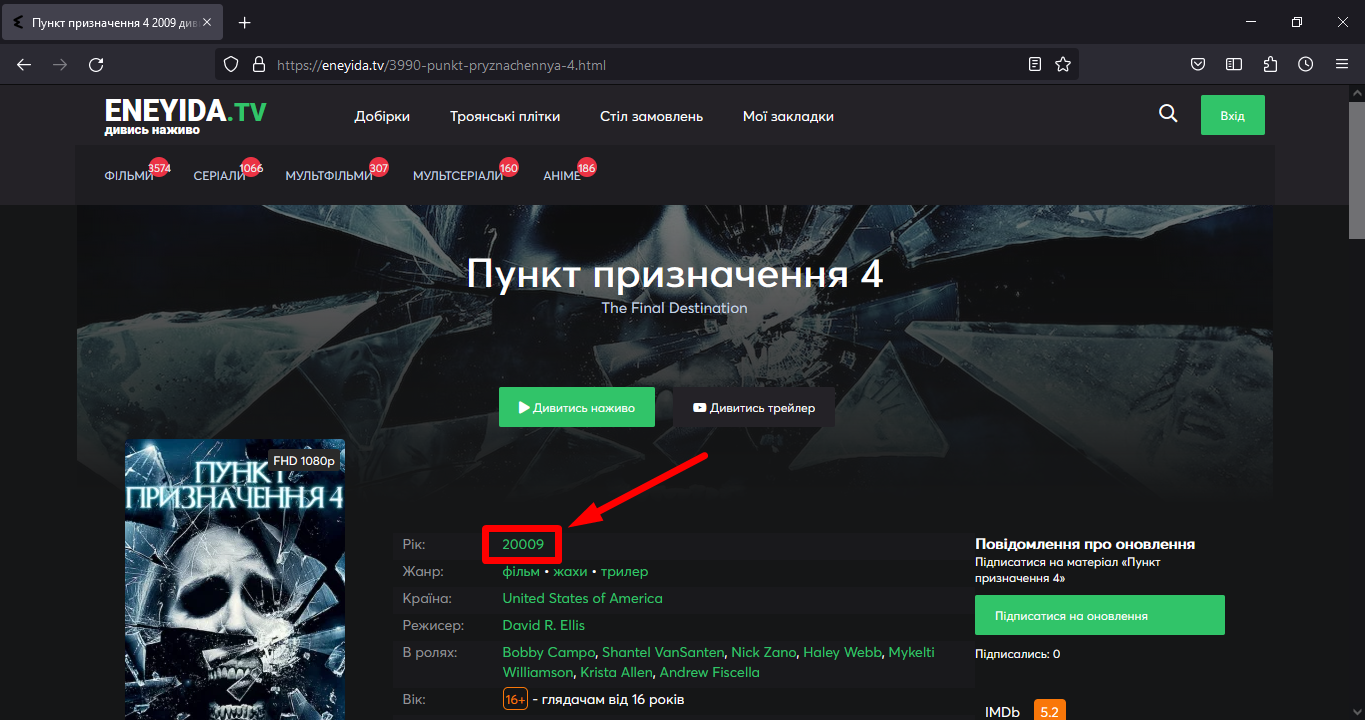 Пункт призначення 4 2009 див
https://eneyida.tv/3990-punkt-pryznachennya-4.html
ENEYIDA.TV
дивись наживо
Добірки Троянські плітки Стіл замовлень Мої закладки
Вхід
ФІЛЬМИ 3574 СЕРІАЛИ 1066 МУЛЬТФІЛЬМИ 307 МУЛЬТСЕРІАЛИ 160 АНІМЕ 186
Пункт призначення 4
The Final Destination
Дивитись наживо Дивитись трейлер
FHD 1080p
ПУНКТ
ПРИЗНАЧЕННЯ 4
Рік: 20009
Жанр: фільм • жахи • трилер
Країна: United States of America
Режисер: David R. Ellis
В ролях: Bobby Campo, Shantel VanSanten, Nick Zano, Haley Webb, Mykelti
Williamson, Krista Allen, Andrew Fiscella
Вік: 16+ - глядачам від 16 років
Повідомлення про оновлення
Підписатися на матеріал «Пункт
призначення 4»
Підписатися на оновлення
Підписались: 0
IMDb 5.2